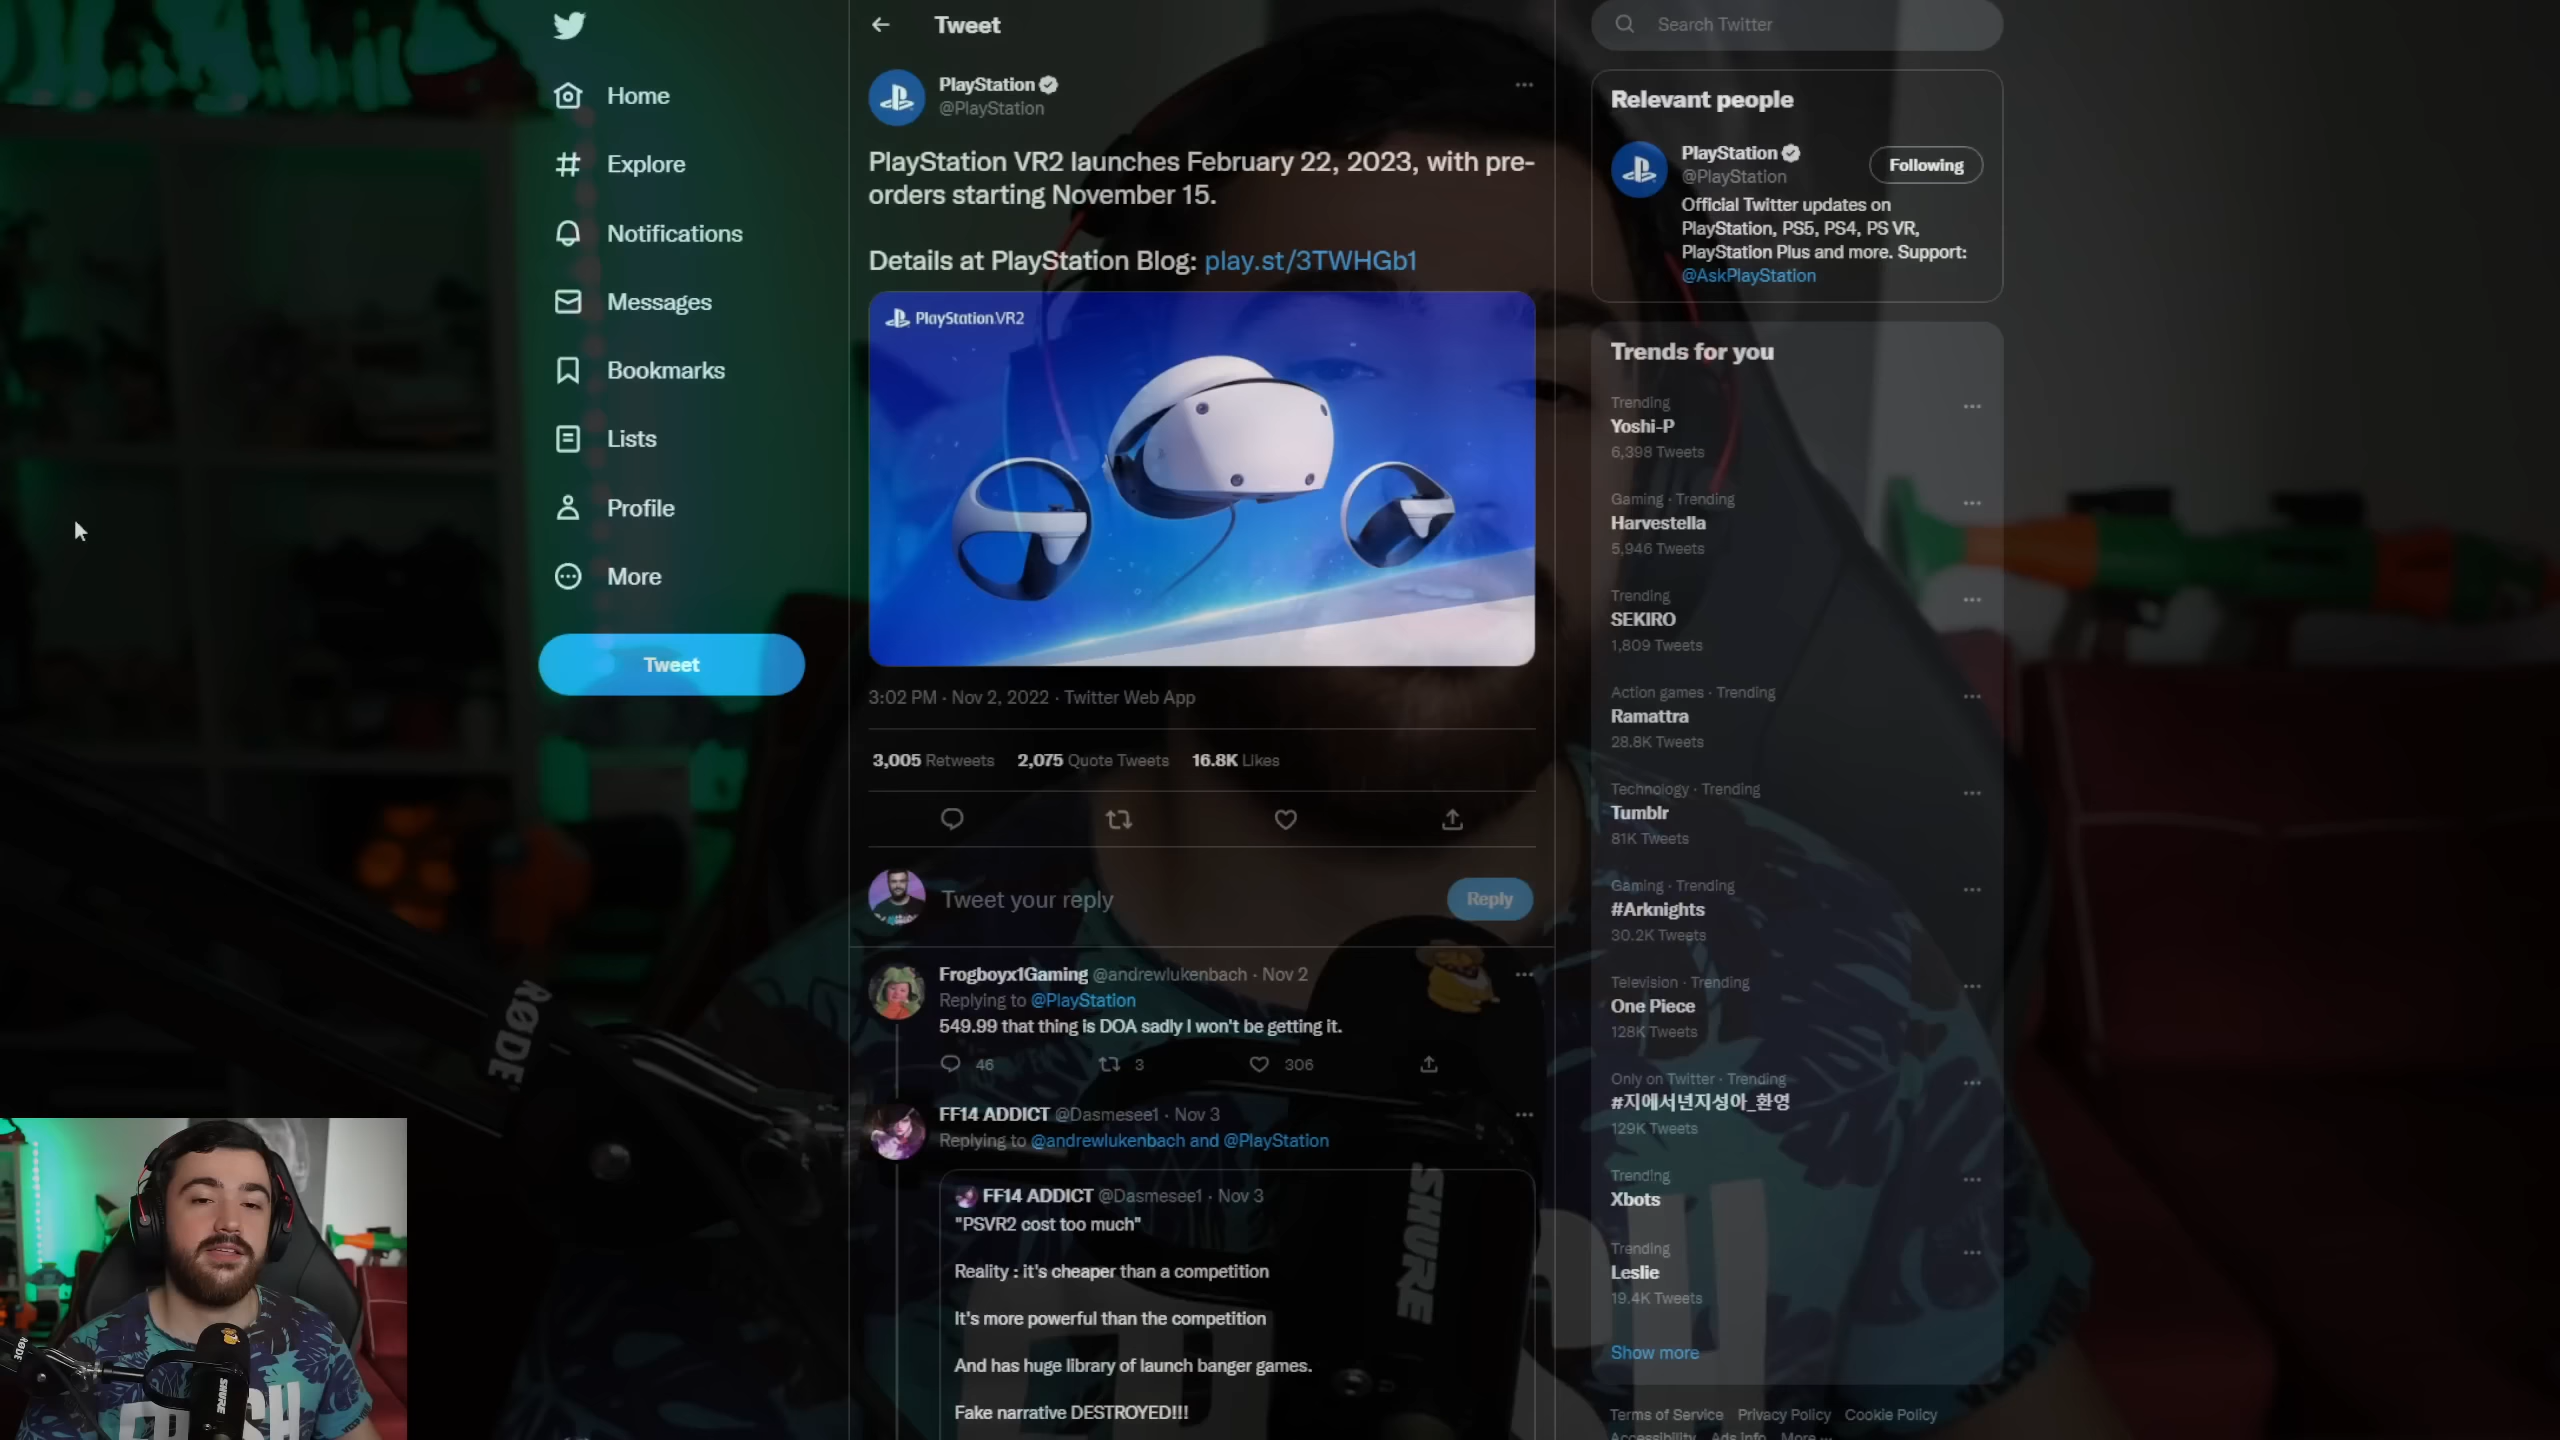 Home
Explore
Notifications
Messages
Bookmarks
Lists
Profile
More
Tweet
Tweet
PlayStation
@PlayStation
PlayStation VR2 launches February 22, 2023, with pre-
orders starting November 15.
Details at PlayStation Blog: play.st/3TWHGb1
PlayStation.VR2
3:02 PM · Nov 2, 2022 · Twitter Web App
3,005 Retweets 2,075 Quote Tweets 16.8K Likes
Tweet your reply
Reply
Frogboyx1Gaming @andrewlukenbach · Nov 2
Replying to @PlayStation
549.99 that thing is DOA sadly I won't be getting it.
46 3 306
FF14 ADDICT @Dasmesee1 · Nov 3
Replying to @andrewlukenbach and @PlayStation
FF14 ADDICT @Dasmesee1 · Nov 3
"PSVR2 cost too much"
Reality : it's cheaper than a competition
It's more powerful than the competition
And has huge library of launch banger games.
Fake narrative DESTROYED!!!
Search Twitter
Relevant people
PlayStation
@PlayStation
Following
Official Twitter updates on
PlayStation, PS5, PS4, PS VR,
PlayStation Plus and more. Support:
@AskPlayStation
Trends for you
Trending
Yoshi-P
6,398 Tweets
Gaming · Trending
Harvestella
5,946 Tweets
Trending
SEKIRO
1,809 Tweets
Action games · Trending
Ramattra
28.8K Tweets
Technology · Trending
Tumblr
81K Tweets
Gaming · Trending
#Arknights
30.2K Tweets
Television · Trending
One Piece
128K Tweets
Only on Twitter · Trending
#지애서년지성아_환영
129K Tweets
Trending
Xbots
Trending
Leslie
19.4K Tweets
Show more
Terms of Service Privacy Policy Cookie Policy
Accessibility Ads info More ...
RØDE
SHURE
RØDE
SHURE